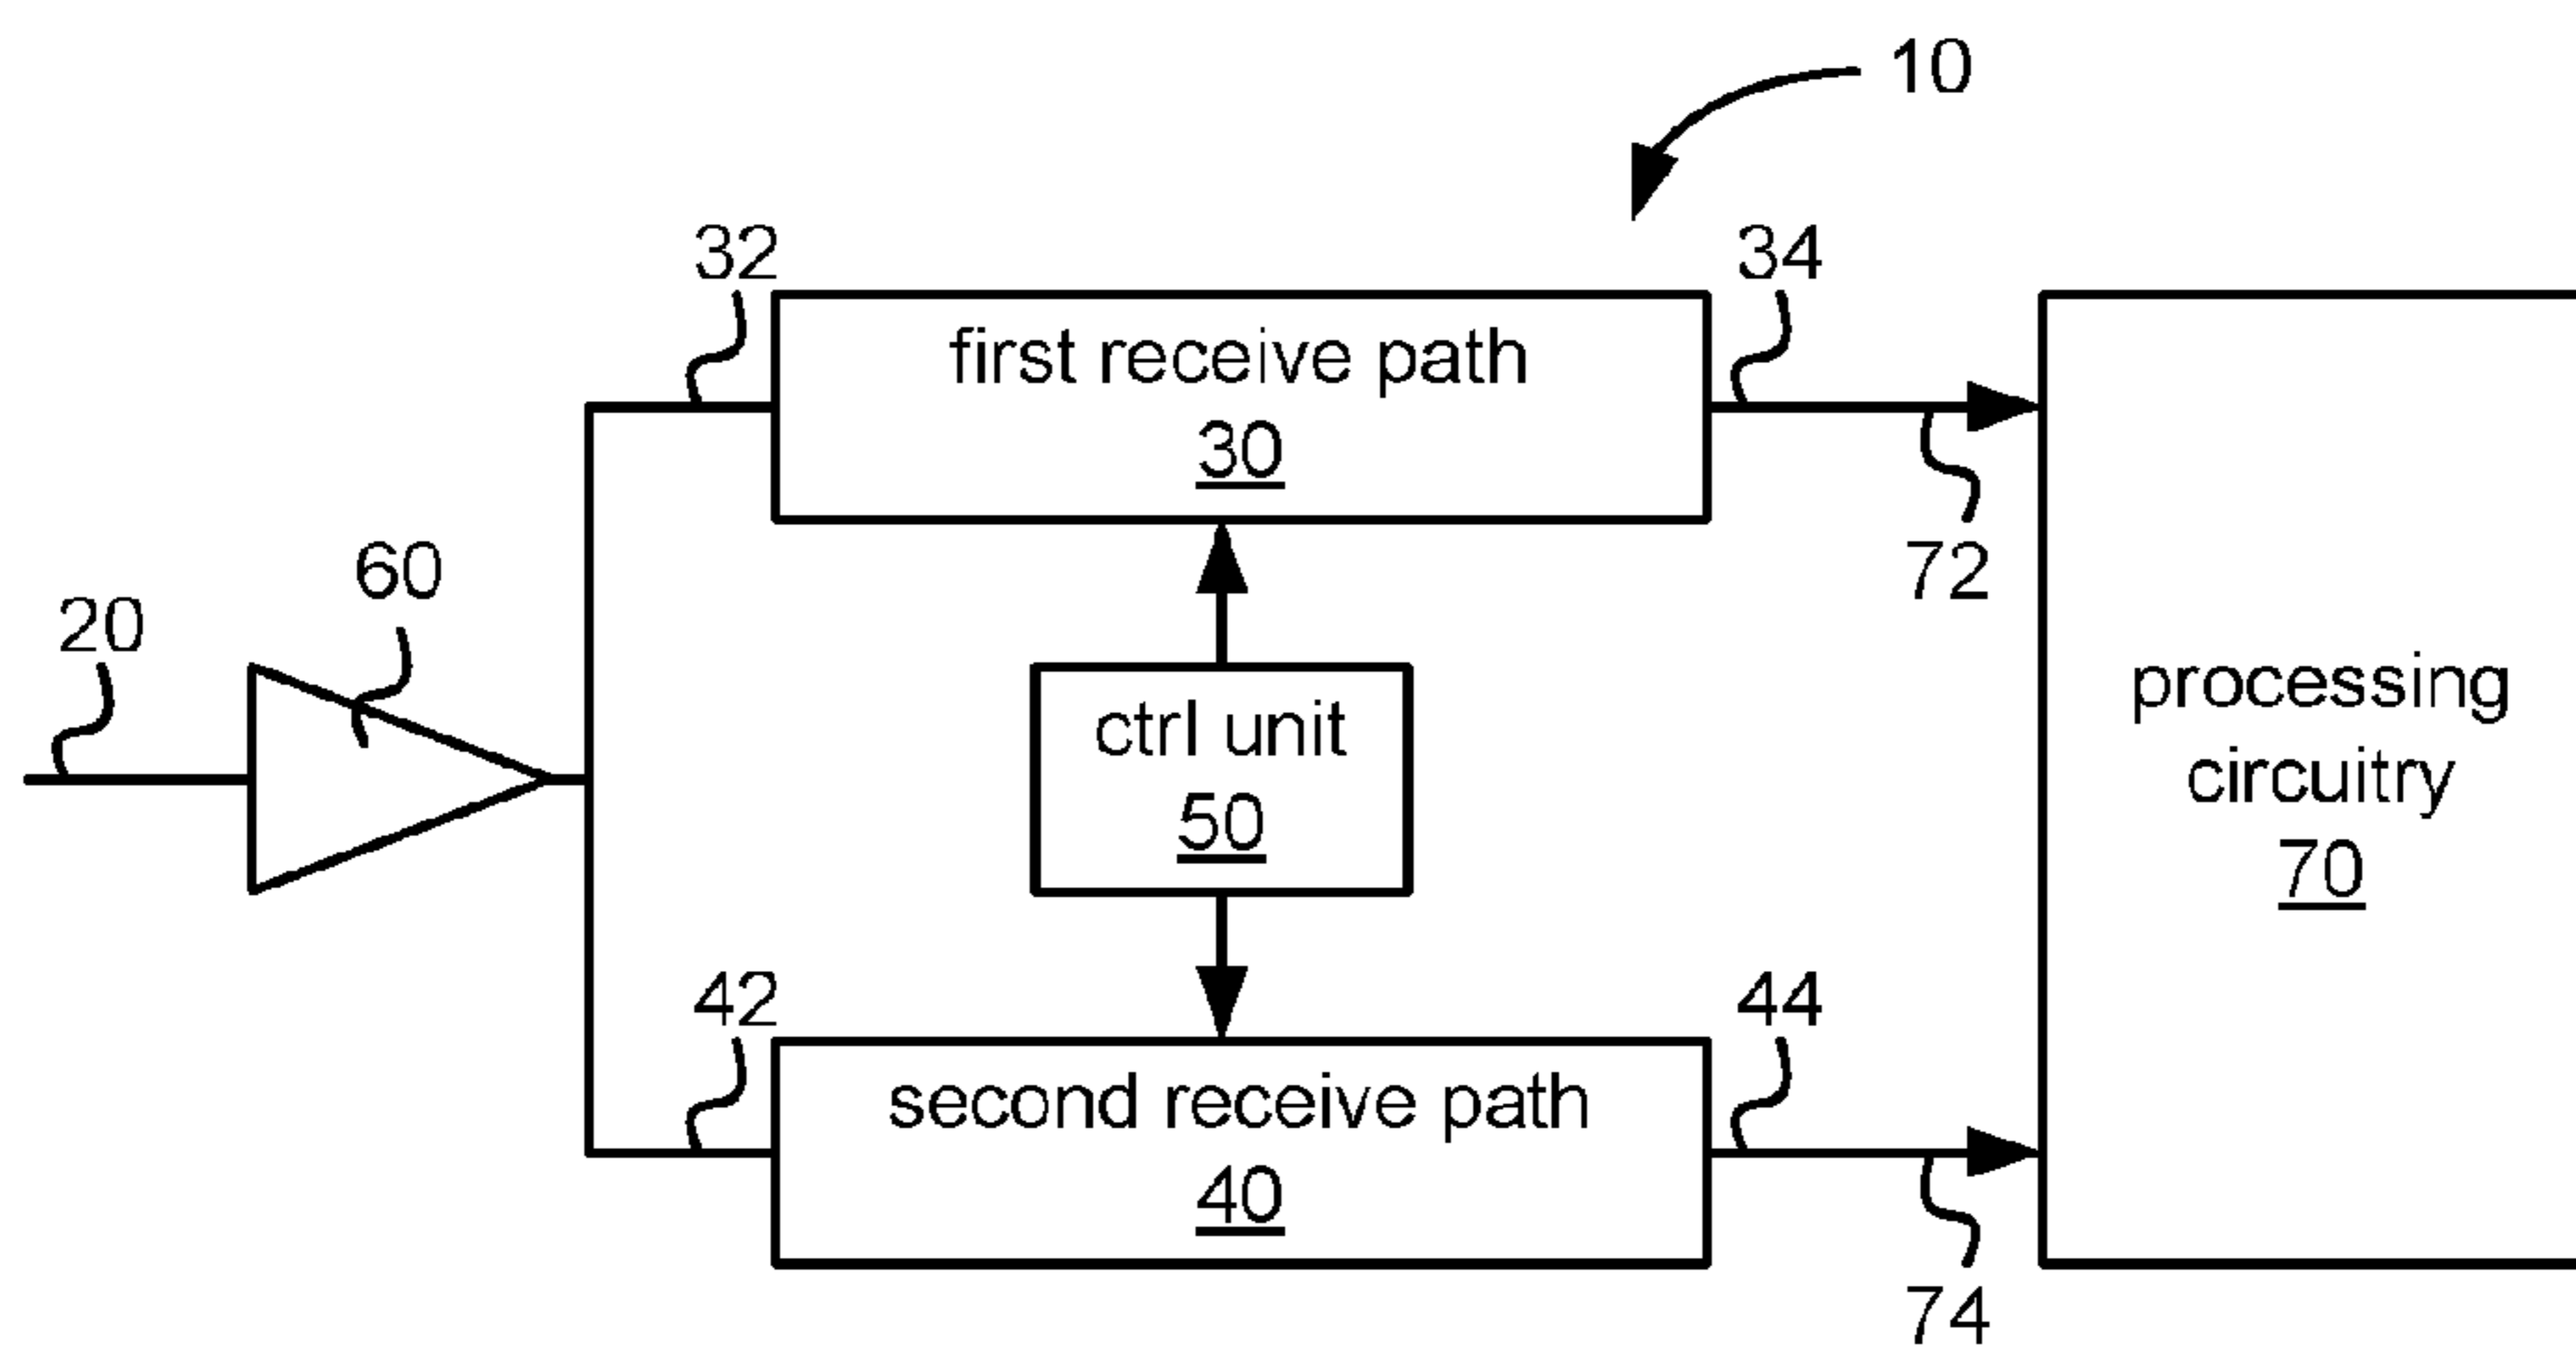 10
32
34
first receive path
30
60
72
20
processing
ctrl unit
circuitry
50
70
42
44
second receive path
40
74